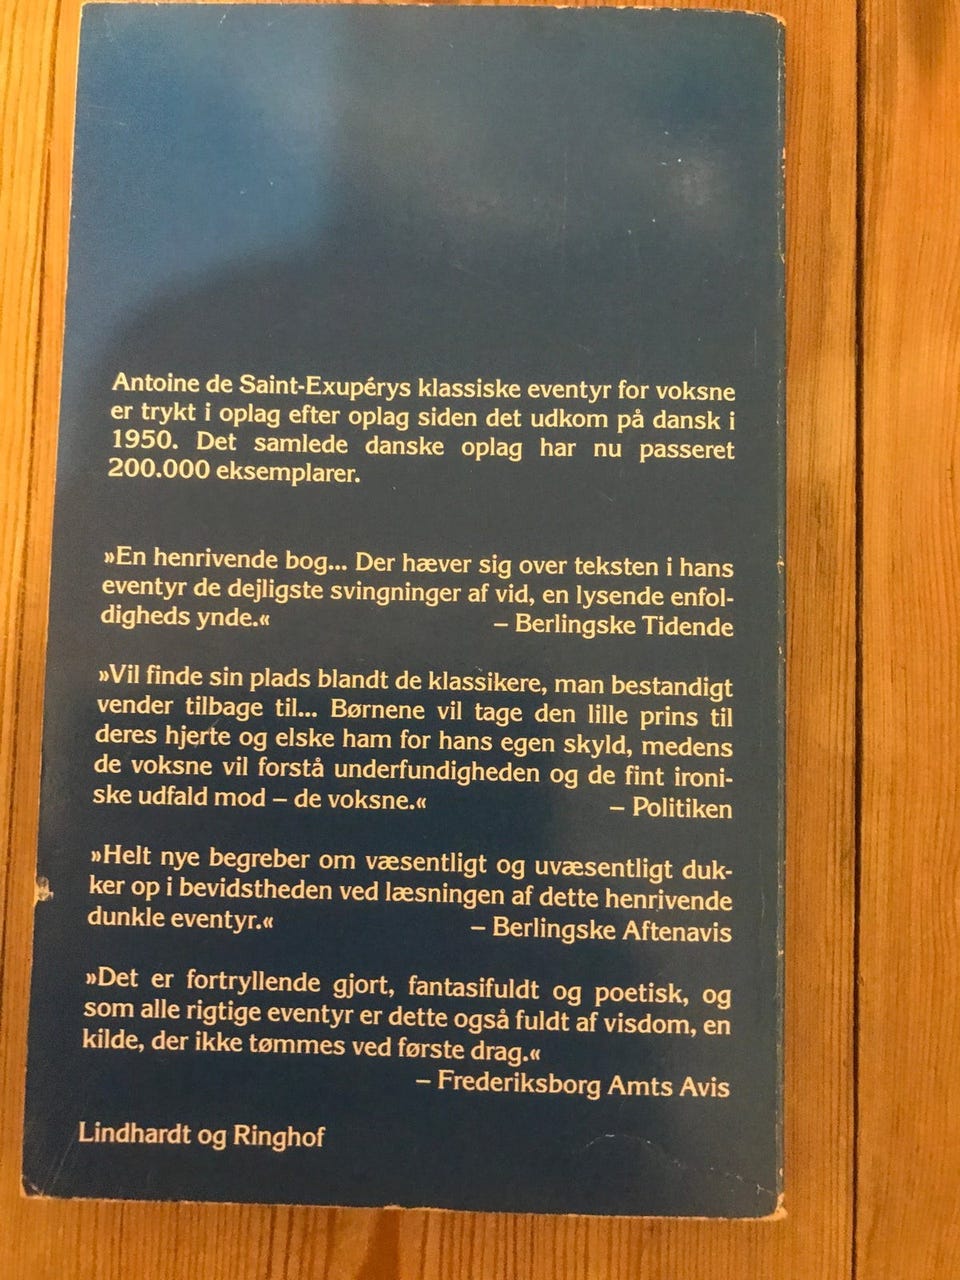 Antoine de Saint-Exupérys klassiske eventyr for voksne
er trykt i oplag efter oplag siden det udkom på dansk i
1950. Det samlede danske oplag har nu passeret
200.000 eksemplarer.
»En henrivende bog... Der hæver sig over teksten i hans
eventyr de dejligste svingninger af vid, en lysende enfol-
digheds ynde.« – Berlingske Tidende
»Vil finde sin plads blandt de klassikere, man bestandigt
vender tilbage til... Børnene vil tage den lille prins til
deres hjerte og elske ham for hans egen skyld, medens
de voksne vil forstå underfundigheden og de fint ironi-
ske udfald mod – de voksne.« – Politiken
»Helt nye begreber om væsentligt og uvæsentligt duk-
ker op i bevidstheden ved læsningen af dette henrivende
dunkle eventyr.« – Berlingske Aftenavis
»Det er fortryllende gjort, fantasifuldt og poetisk, og
som alle rigtige eventyr er dette også fuldt af visdom, en
kilde, der ikke tømmes ved første drag.«
– Frederiksborg Amts Avis
Lindhardt og Ringhof